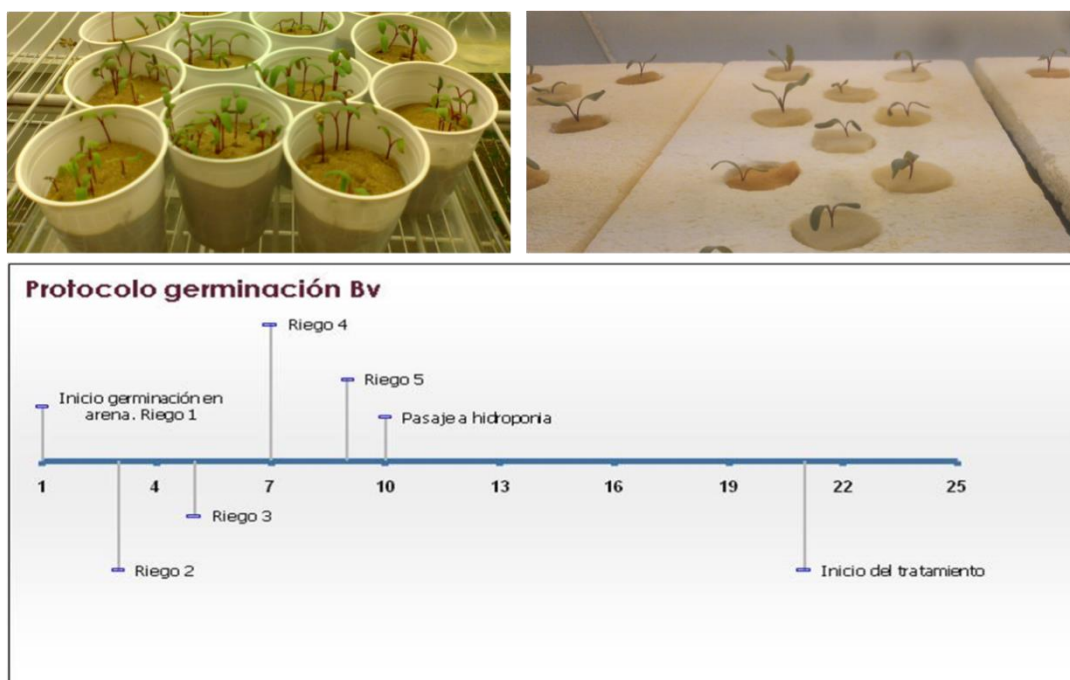 Protocolo germinación Bv
Riego 4
Riego 5
Inicio germinación en
arena. Riego 1
Pasaje a hidroponia
1 4 7 10 13 16 19 22 25
Riego 3
Riego 2
Inicio del tratamiento